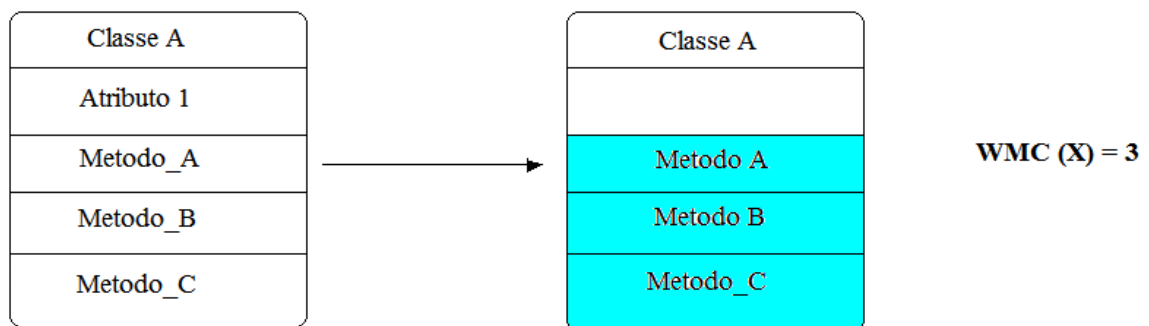 Classe A
Atributo 1
Metodo_A
Metodo_B
Metodo_C
Classe A
Metodo A
Metodo B
Metodo_C
WMC (X) = 3